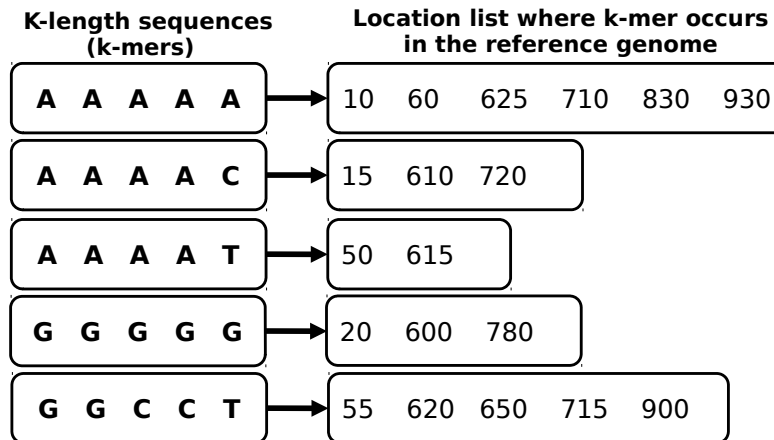 K-length sequences (k-mers)
Location list where k-mer occurs in the reference genome
A A A A A 10 60 625 710 830 930
A A A A C 15 610 720
A A A A T 50 615
G G G G G 20 600 780
G G C C T 55 620 650 715 900